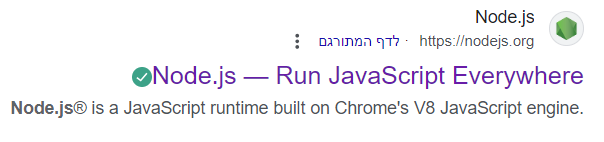 Node.js
https://nodejs.org · לדף המתורגם
Node.js — Run JavaScript Everywhere
Node.js® is a JavaScript runtime built on Chrome's V8 JavaScript engine.